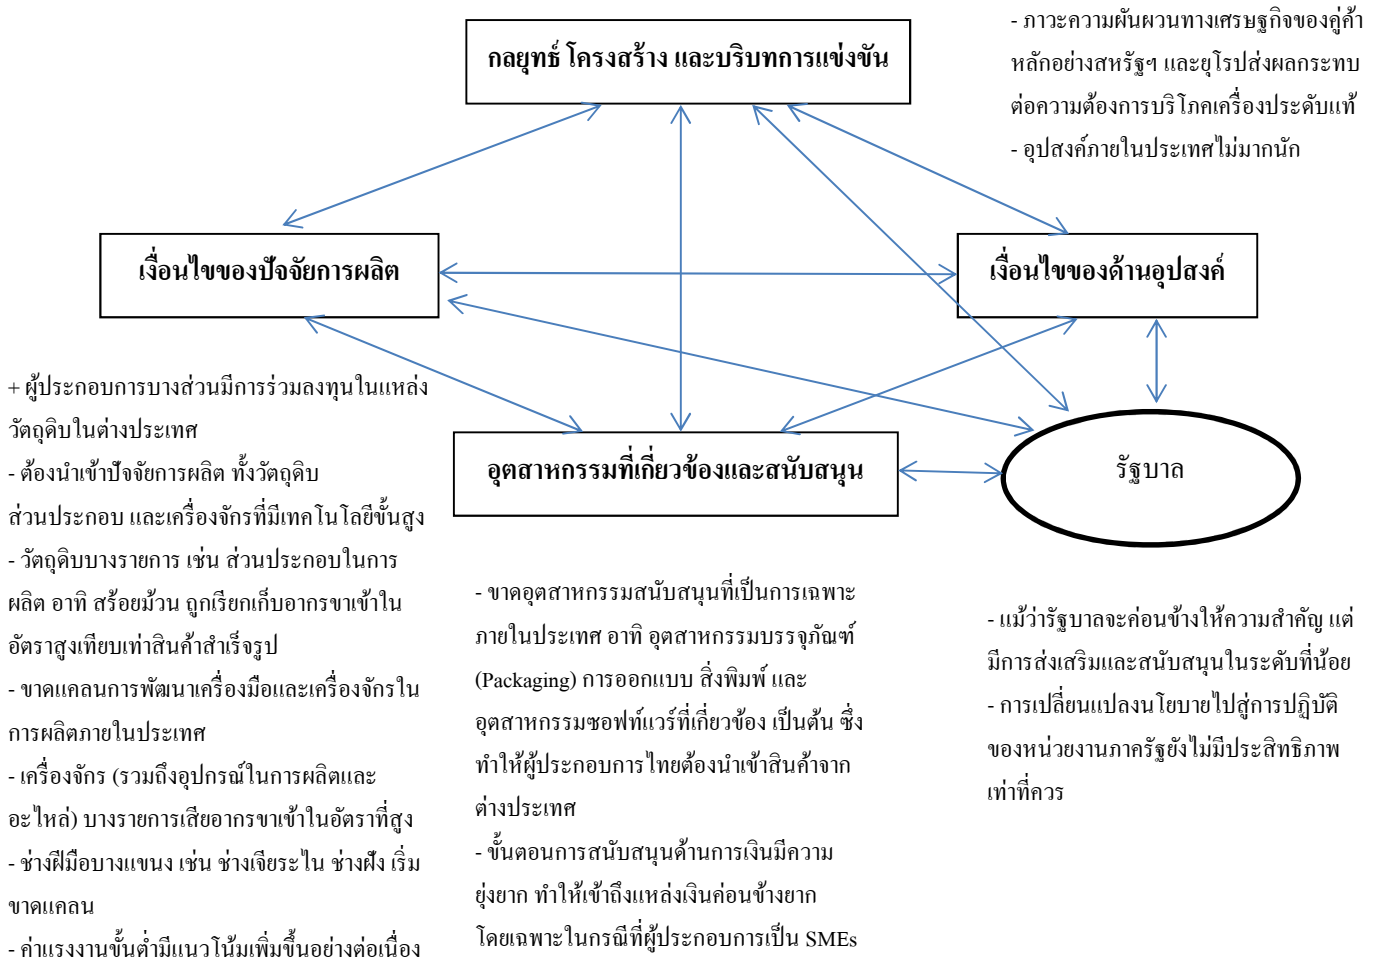 - ภาวะความผันผวนทางเศรษฐกิจของคู่ค้า
หลักอย่างสหรัฐฯ และยุโรปส่งผลกระทบ
ต่อความต้องการบริโภคเครื่องประดับแท้
- อุปสงค์ภายในประเทศไม่มากนัก
กลยุทธ์ โครงสร้าง และบริบทการแข่งขัน
เงื่อนไขของปัจจัยการผลิต
เงื่อนไขของด้านอุปสงค์
อุตสาหกรรมที่เกี่ยวข้องและสนับสนุน
รัฐบาล
+ ผู้ประกอบการบางส่วนมีการร่วมลงทุนในแหล่ง
วัตถุดิบในต่างประเทศ
- ต้องนำเข้าปัจจัยการผลิต ทั้งวัตถุดิบ
ส่วนประกอบ และเครื่องจักรที่มีเทคโนโลยีขั้นสูง
- วัตถุดิบบางรายการ เช่น ส่วนประกอบในการ
ผลิต อาทิ สร้อยม้วน ถูกเรียกเก็บอากรขาเข้าใน
อัตราสูงเทียบเท่าสินค้าสำเร็จรูป
- ขาดแคลนการพัฒนาเครื่องมือและเครื่องจักรใน
การผลิตภายในประเทศ
- เครื่องจักร (รวมถึงอุปกรณ์ในการผลิตและ
อะไหล่) บางรายการเสียอากรขาเข้าในอัตราที่สูง
- ช่างฝีมือบางแขนง เช่น ช่างเจียระไน ช่างฝัง เริ่ม
ขาดแคลน
- ค่าแรงงานขั้นต่ำมีแนวโน้มเพิ่มขึ้นอย่างต่อเนื่อง
- ขาดอุตสาหกรรมสนับสนุนที่เป็นการเฉพาะ
ภายในประเทศ อาทิ อุตสาหกรรมบรรจุภัณฑ์
(Packaging) การออกแบบ สิ่งพิมพ์ และ
อุตสาหกรรมซอฟท์แวร์ที่เกี่ยวข้อง เป็นต้น ซึ่ง
ทำให้ผู้ประกอบการไทยต้องนำเข้าสินค้าจาก
ต่างประเทศ
- ขั้นตอนการสนับสนุนด้านการเงินมีความ
ยุ่งยาก ทำให้เข้าถึงแหล่งเงินค่อนข้างยาก
โดยเฉพาะในกรณีที่ผู้ประกอบการเป็น SMEs
- แม้ว่ารัฐบาลจะค่อนข้างให้ความสำคัญ แต่
มีการส่งเสริมและสนับสนุนในระดับที่น้อย
- การเปลี่ยนแปลงนโยบายไปสู่การปฏิบัติ
ของหน่วยงานภาครัฐยังไม่มีประสิทธิภาพ
เท่าที่ควร